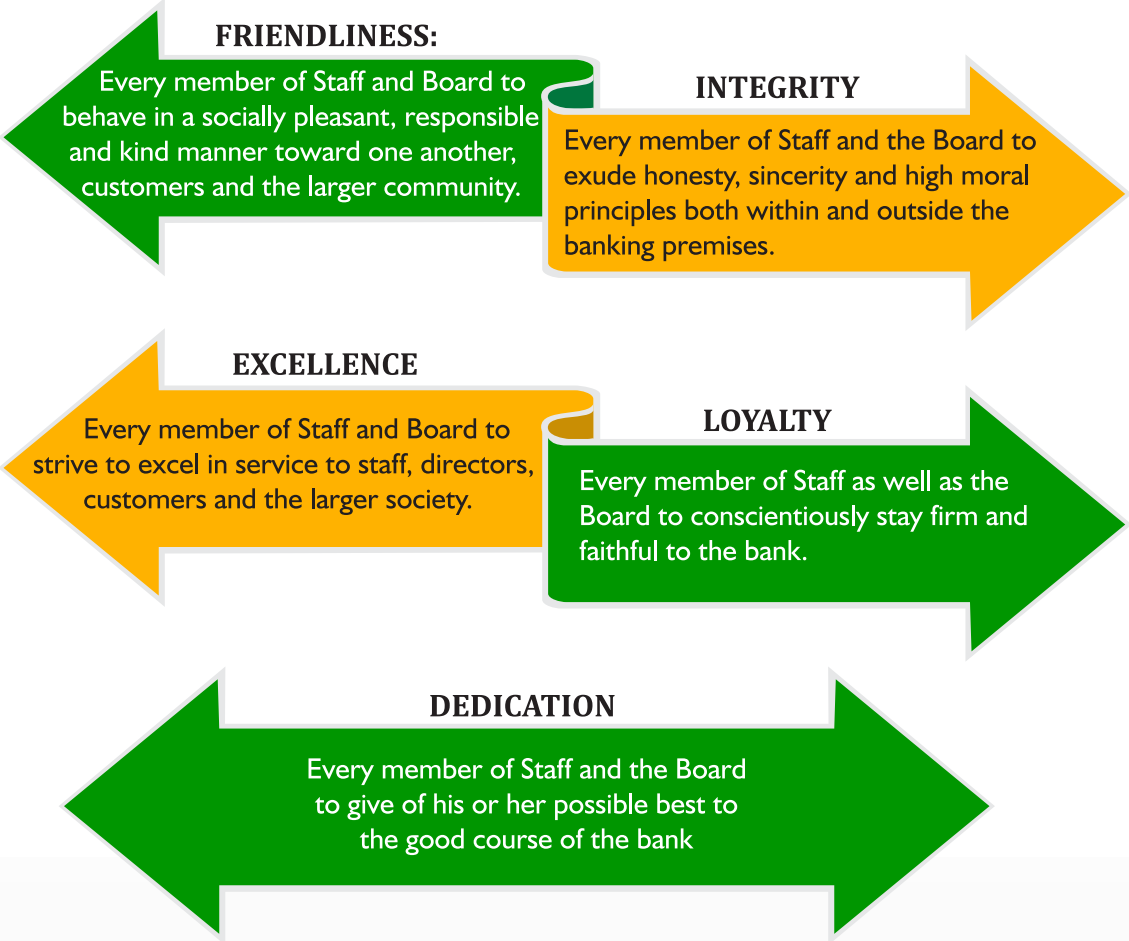 FRIENDLINESS:
Every member of Staff and Board to
behave in a socially pleasant, responsible
and kind manner toward one another,
customers and the larger community.
INTEGRITY
Every member of Staff and the Board to
exude honesty, sincerity and high moral
principles both within and outside the
banking premises.
EXCELLENCE
Every member of Staff and Board to
strive to excel in service to staff, directors,
customers and the larger society.
LOYALTY
Every member of Staff as well as the
Board to conscientiously stay firm and
faithful to the bank.
DEDICATION
Every member of Staff and the Board
to give of his or her possible best to
the good course of the bank